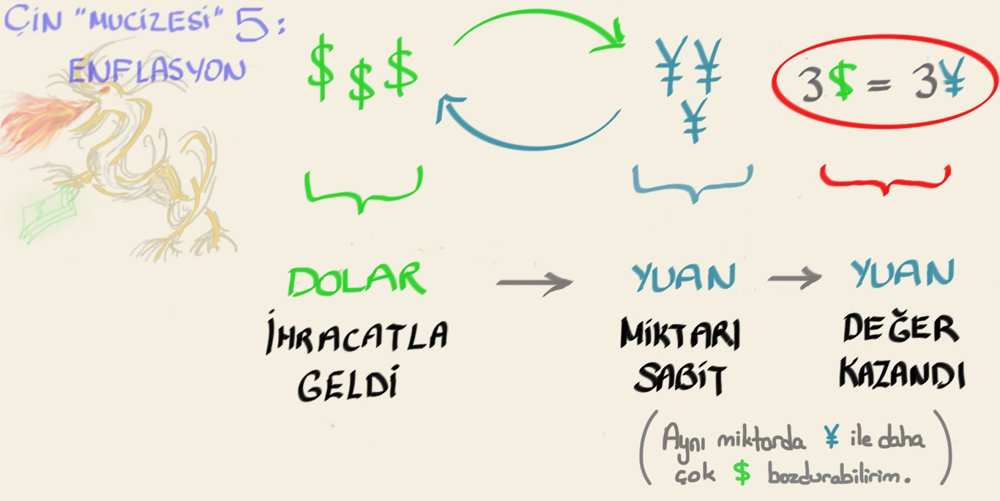 ÇİN "MUCİZESİ" 5:
ENFLASYON
$ $ $
¥ ¥
¥
3$ = 3¥
DOLAR → YUAN → YUAN
İHRACATLA
GELDİ
MİKTARI
SABİT
DEĞER
KAZANDI
(Aynı miktarda ¥ ile daha
çok $ bozdurabilirim.)